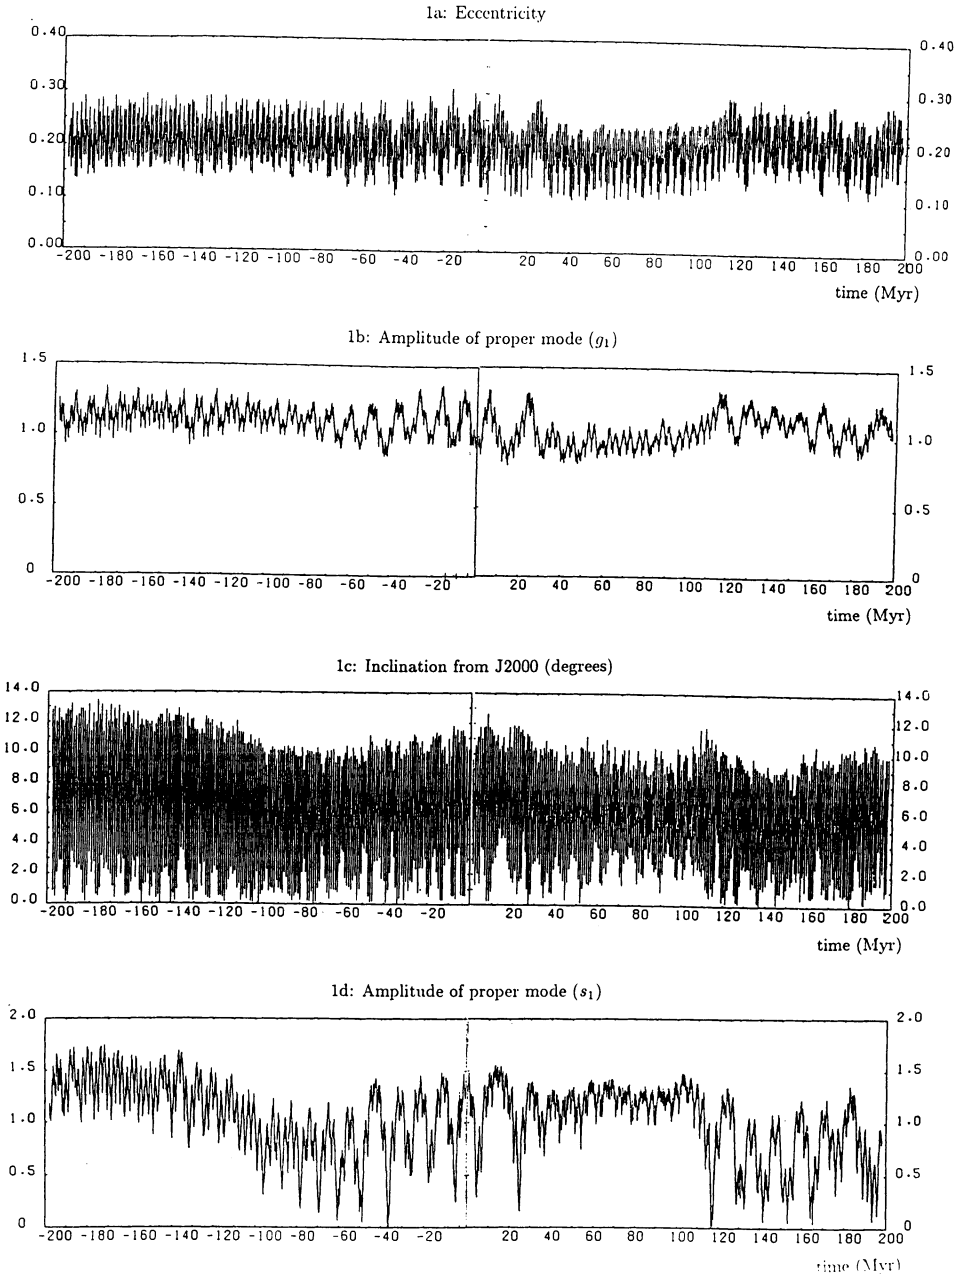 1a: Eccentricity
0.40 0.40
0.30 0.30
0.20 0.20
0.10 0.10
0.00 0.00
-200 -180 -160 -140 -120 -100 -80 -60 -40 -20 20 40 60 80 100 120 140 160 180 200
time (Myr)
1b: Amplitude of proper mode (g₁)
1.5 1.5
1.0 1.0
0.5 0.5
0 0
-200 -180 -160 -140 -120 -100 -80 -60 -40 -20 20 40 60 80 100 120 140 160 180 200
time (Myr)
1c: Inclination from J2000 (degrees)
14.0 14.0
12.0 12.0
10.0 10.0
8.0 8.0
6.0 6.0
4.0 4.0
2.0 2.0
0.0 0.0
-200 -180 -160 -140 -120 -100 -80 -60 -40 -20 20 40 60 80 100 120 140 160 180 200
time (Myr)
1d: Amplitude of proper mode (s₁)
2.0 2.0
1.5 1.5
1.0 1.0
0.5 0.5
0 0
-200 -180 -160 -140 -120 -100 -80 -60 -40 -20 20 40 60 80 100 120 140 160 180 200
time (Myr)